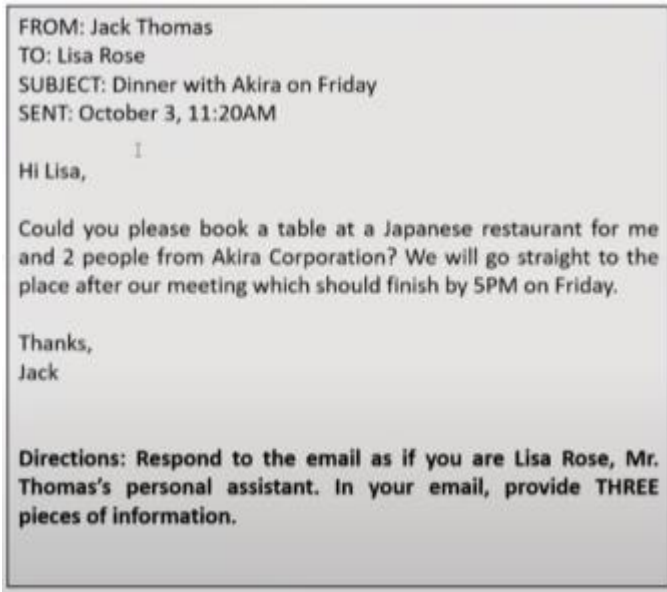 FROM: Jack Thomas
TO: Lisa Rose
SUBJECT: Dinner with Akira on Friday
SENT: October 3, 11:20AM
Hi Lisa,
Could you please book a table at a Japanese restaurant for me
and 2 people from Akira Corporation? We will go straight to the
place after our meeting which should finish by 5PM on Friday.
Thanks,
Jack
Directions: Respond to the email as if you are Lisa Rose, Mr.
Thomas's personal assistant. In your email, provide THREE
pieces of information.